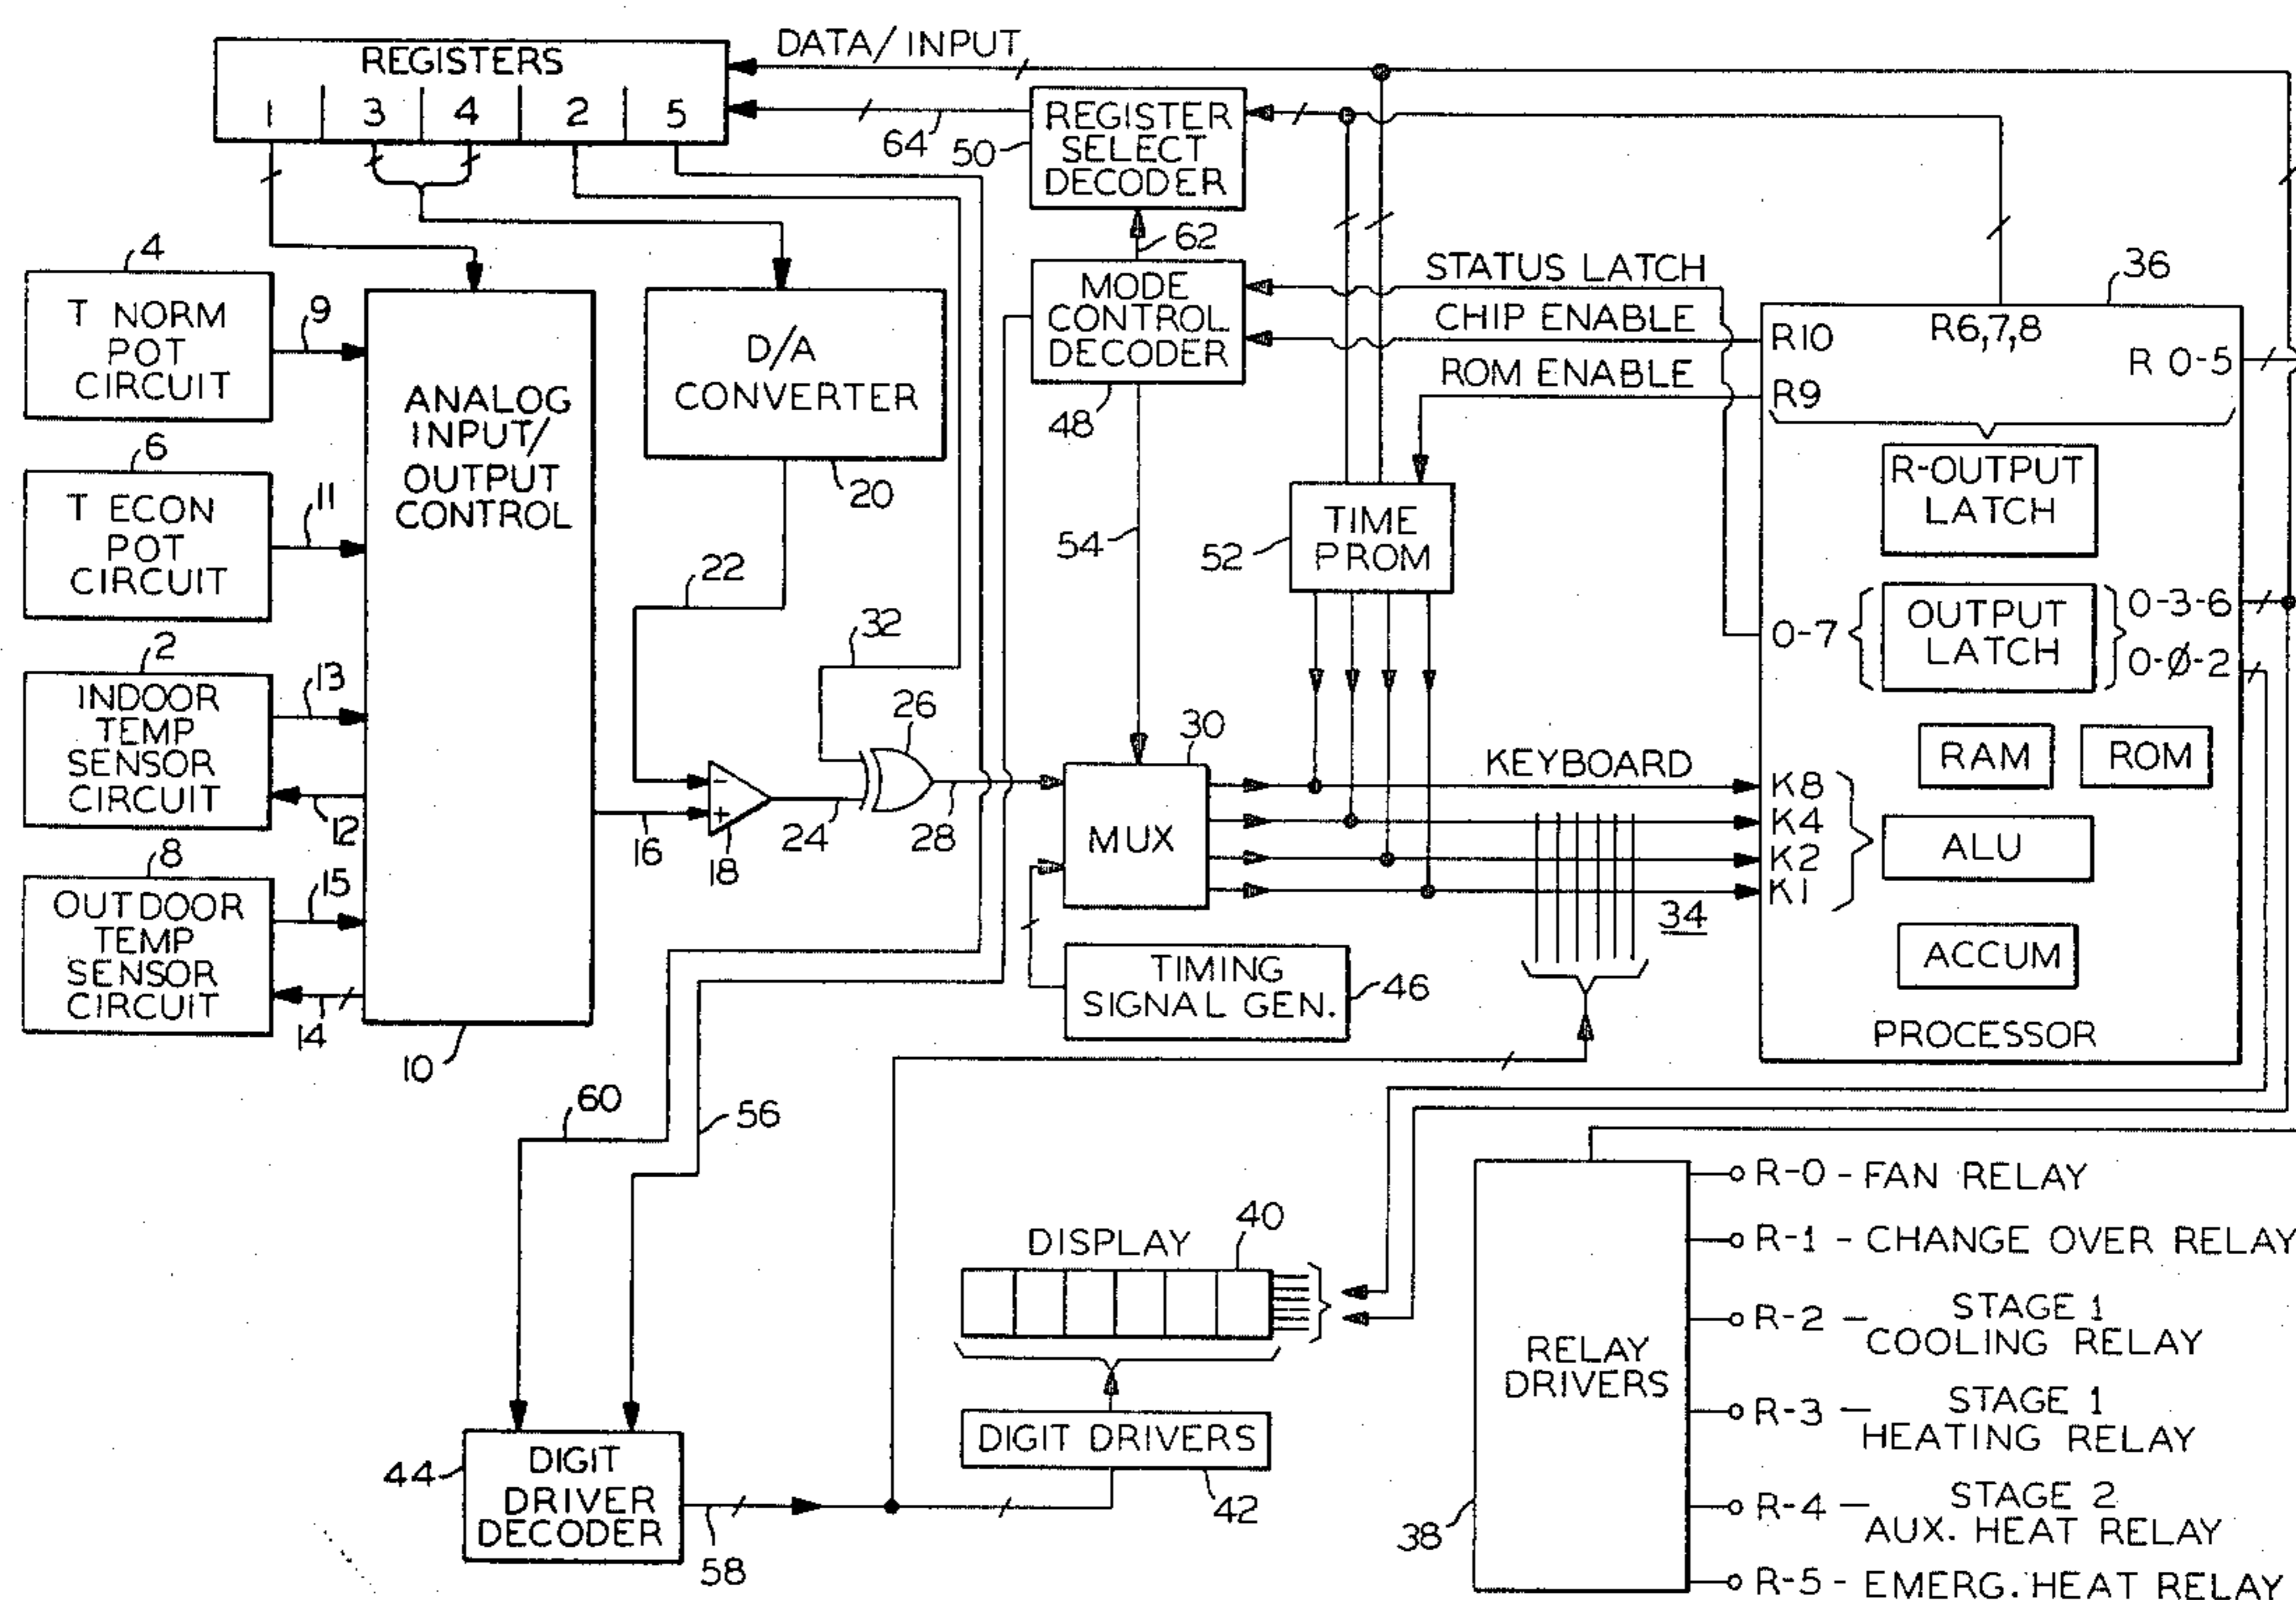 REGISTERS
1 3 4 2 5
DATA/INPUT
64
50
REGISTER
SELECT
DECODER
62
MODE
CONTROL
DECODER
48
STATUS LATCH
CHIP ENABLE
ROM ENABLE
36
R10
R9
R6,7,8
R 0-5
R-OUTPUT
LATCH
0-7
OUTPUT
LATCH
0-3-6
0-Ø-2
RAM
ROM
ALU
ACCUM
PROCESSOR
K8
K4
K2
K1
4
T NORM
POT
CIRCUIT
9
6
T ECON
POT
CIRCUIT
11
2
INDOOR
TEMP
SENSOR
CIRCUIT
13
12
8
OUTDOOR
TEMP
SENSOR
CIRCUIT
15
14
ANALOG
INPUT/
OUTPUT
CONTROL
10
D/A
CONVERTER
20
22
32
26
16
-
+
18
24
28
54
52
TIME
PROM
30
MUX
KEYBOARD
34
TIMING
SIGNAL GEN.
46
60
56
44
DIGIT
DRIVER
DECODER
58
DISPLAY
40
DIGIT DRIVERS
42
RELAY
DRIVERS
38
R-0 - FAN RELAY
R-1 - CHANGE OVER RELAY
R-2 - STAGE 1
COOLING RELAY
R-3 - STAGE 1
HEATING RELAY
R-4 - STAGE 2
AUX. HEAT RELAY
R-5 - EMERG. HEAT RELAY